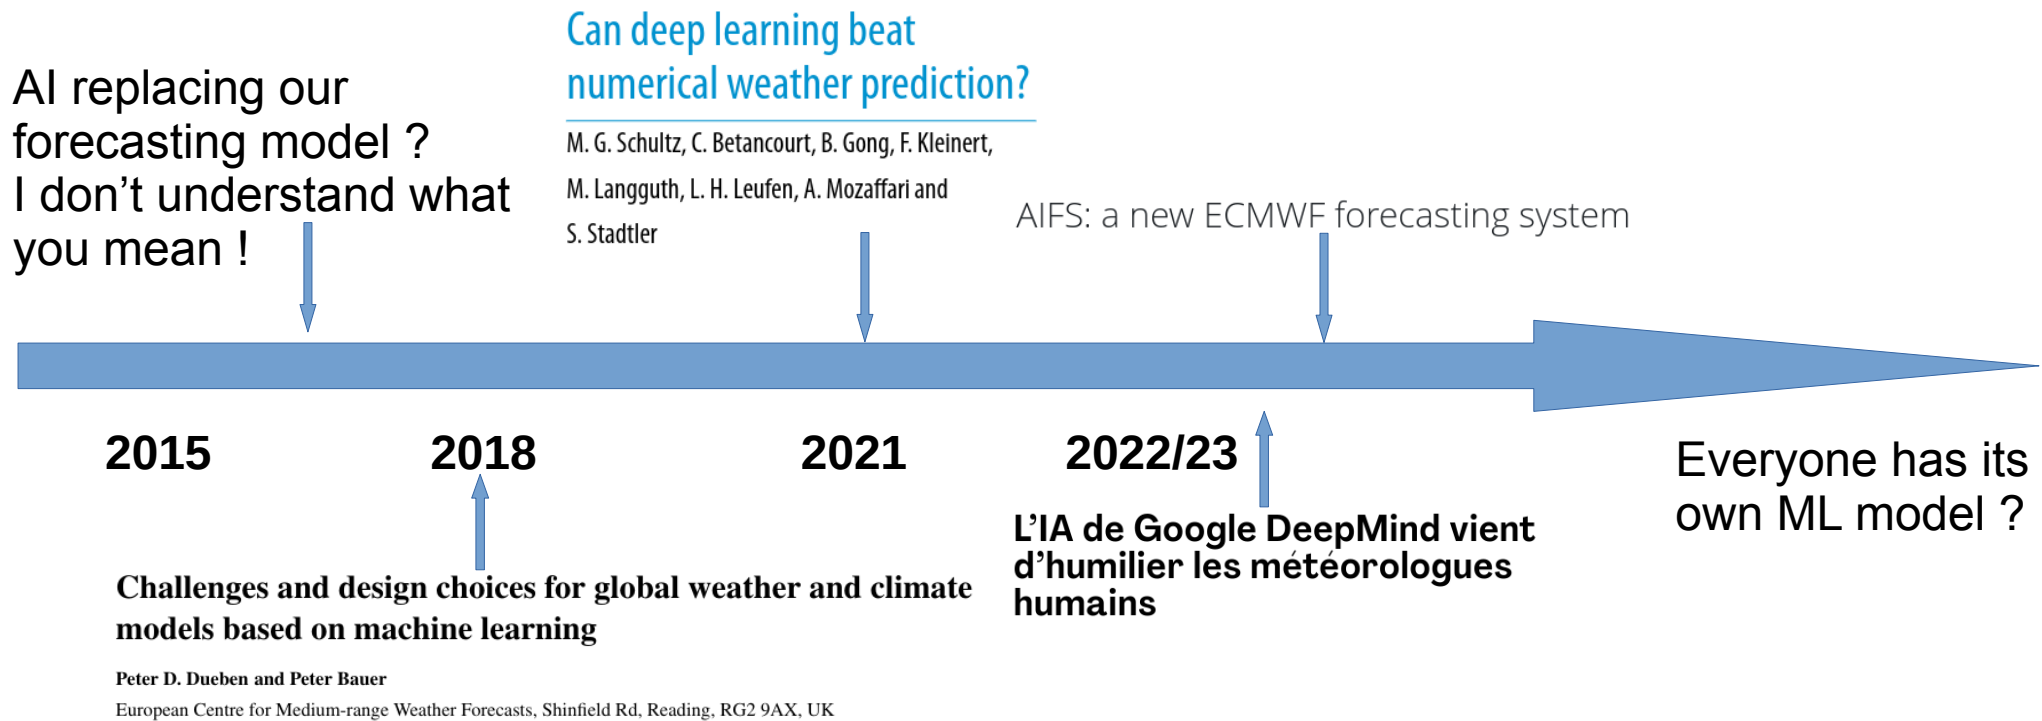 AI replacing our
forecasting model ?
I don’t understand what
you mean !
Can deep learning beat
numerical weather prediction?
M. G. Schultz, C. Betancourt, B. Gong, F. Kleinert,
M. Langguth, L. H. Leufen, A. Mozaffari and
S. Stadtler
AIFS: a new ECMWF forecasting system
2015
2018
2021
2022/23
Challenges and design choices for global weather and climate
models based on machine learning
Peter D. Dueben and Peter Bauer
European Centre for Medium-range Weather Forecasts, Shinfield Rd, Reading, RG2 9AX, UK
L’IA de Google DeepMind vient
d’humilier les météorologues
humains
Everyone has its
own ML model ?